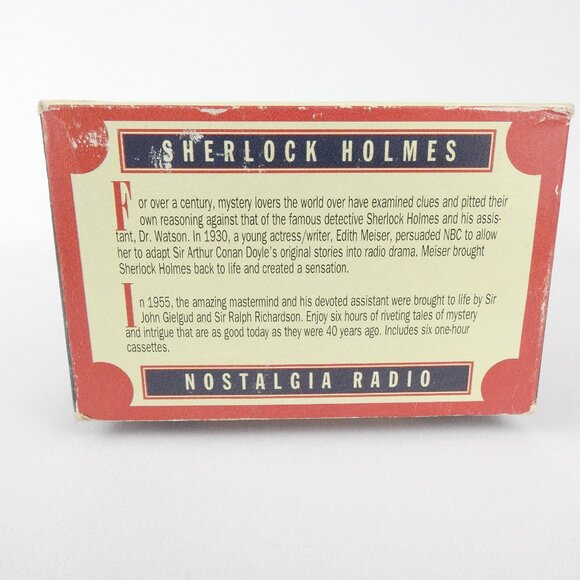 SHERLOCK HOLMES
For over a century, mystery lovers the world over have examined clues and pitted their
own reasoning against that of the famous detective Sherlock Holmes and his assis-
tant, Dr. Watson. In 1930, a young actress/writer, Edith Meiser, persuaded NBC to allow
her to adapt Sir Arthur Conan Doyle's original stories into radio drama. Meiser brought
Sherlock Holmes back to life and created a sensation.
In 1955, the amazing mastermind and his devoted assistant were brought to life by Sir
John Gielgud and Sir Ralph Richardson. Enjoy six hours of riveting tales of mystery
and intrigue that are as good today as they were 40 years ago. Includes six one-hour
cassettes.
NOSTALGIA RADIO